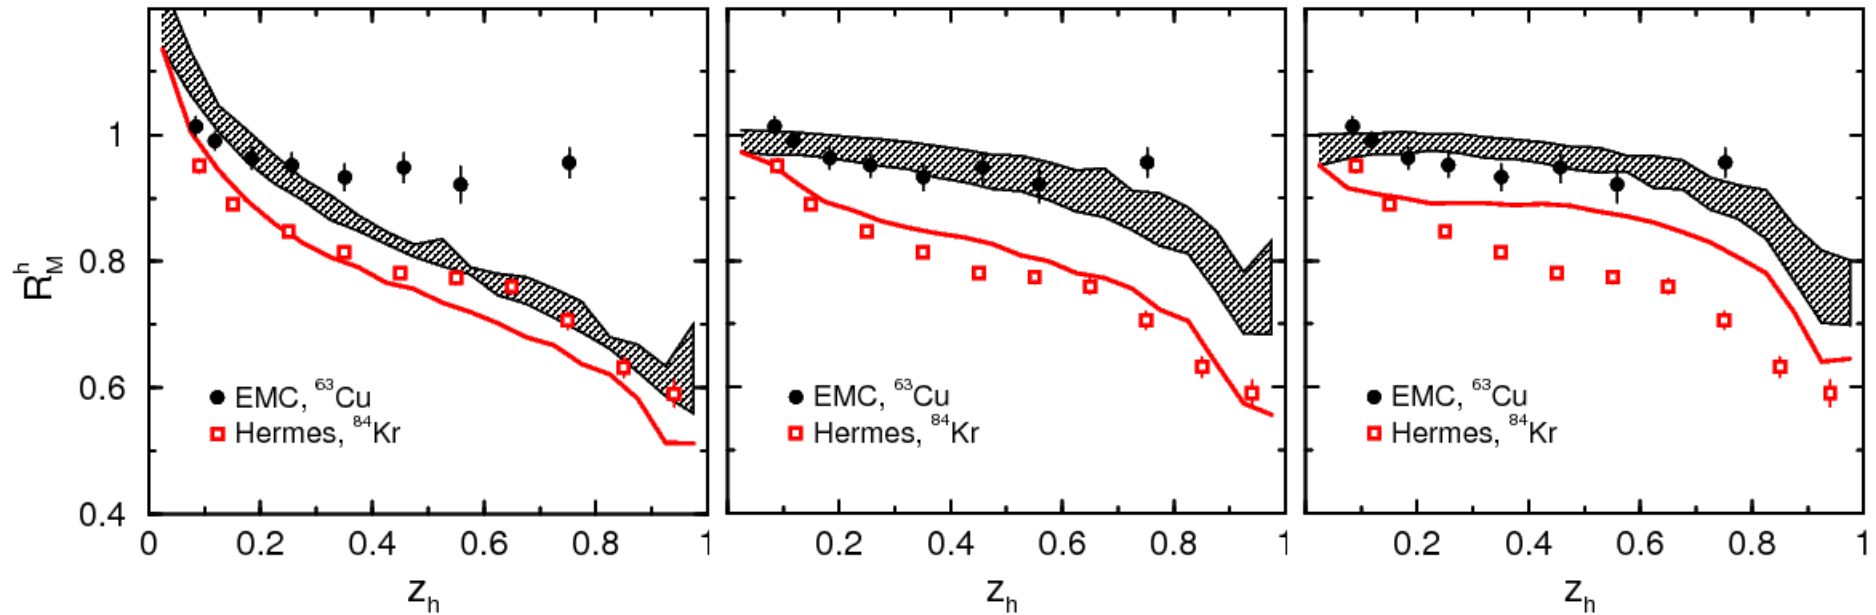 R_M^h
1
0.8
0.6
0.4
EMC, ⁶³Cu
Hermes, ⁸⁴Kr
0 0.2 0.4 0.6 0.8 1
z_h
EMC, ⁶³Cu
Hermes, ⁸⁴Kr
0.2 0.4 0.6 0.8
z_h
EMC, ⁶³Cu
Hermes, ⁸⁴Kr
0.2 0.4 0.6 0.8 1
z_h